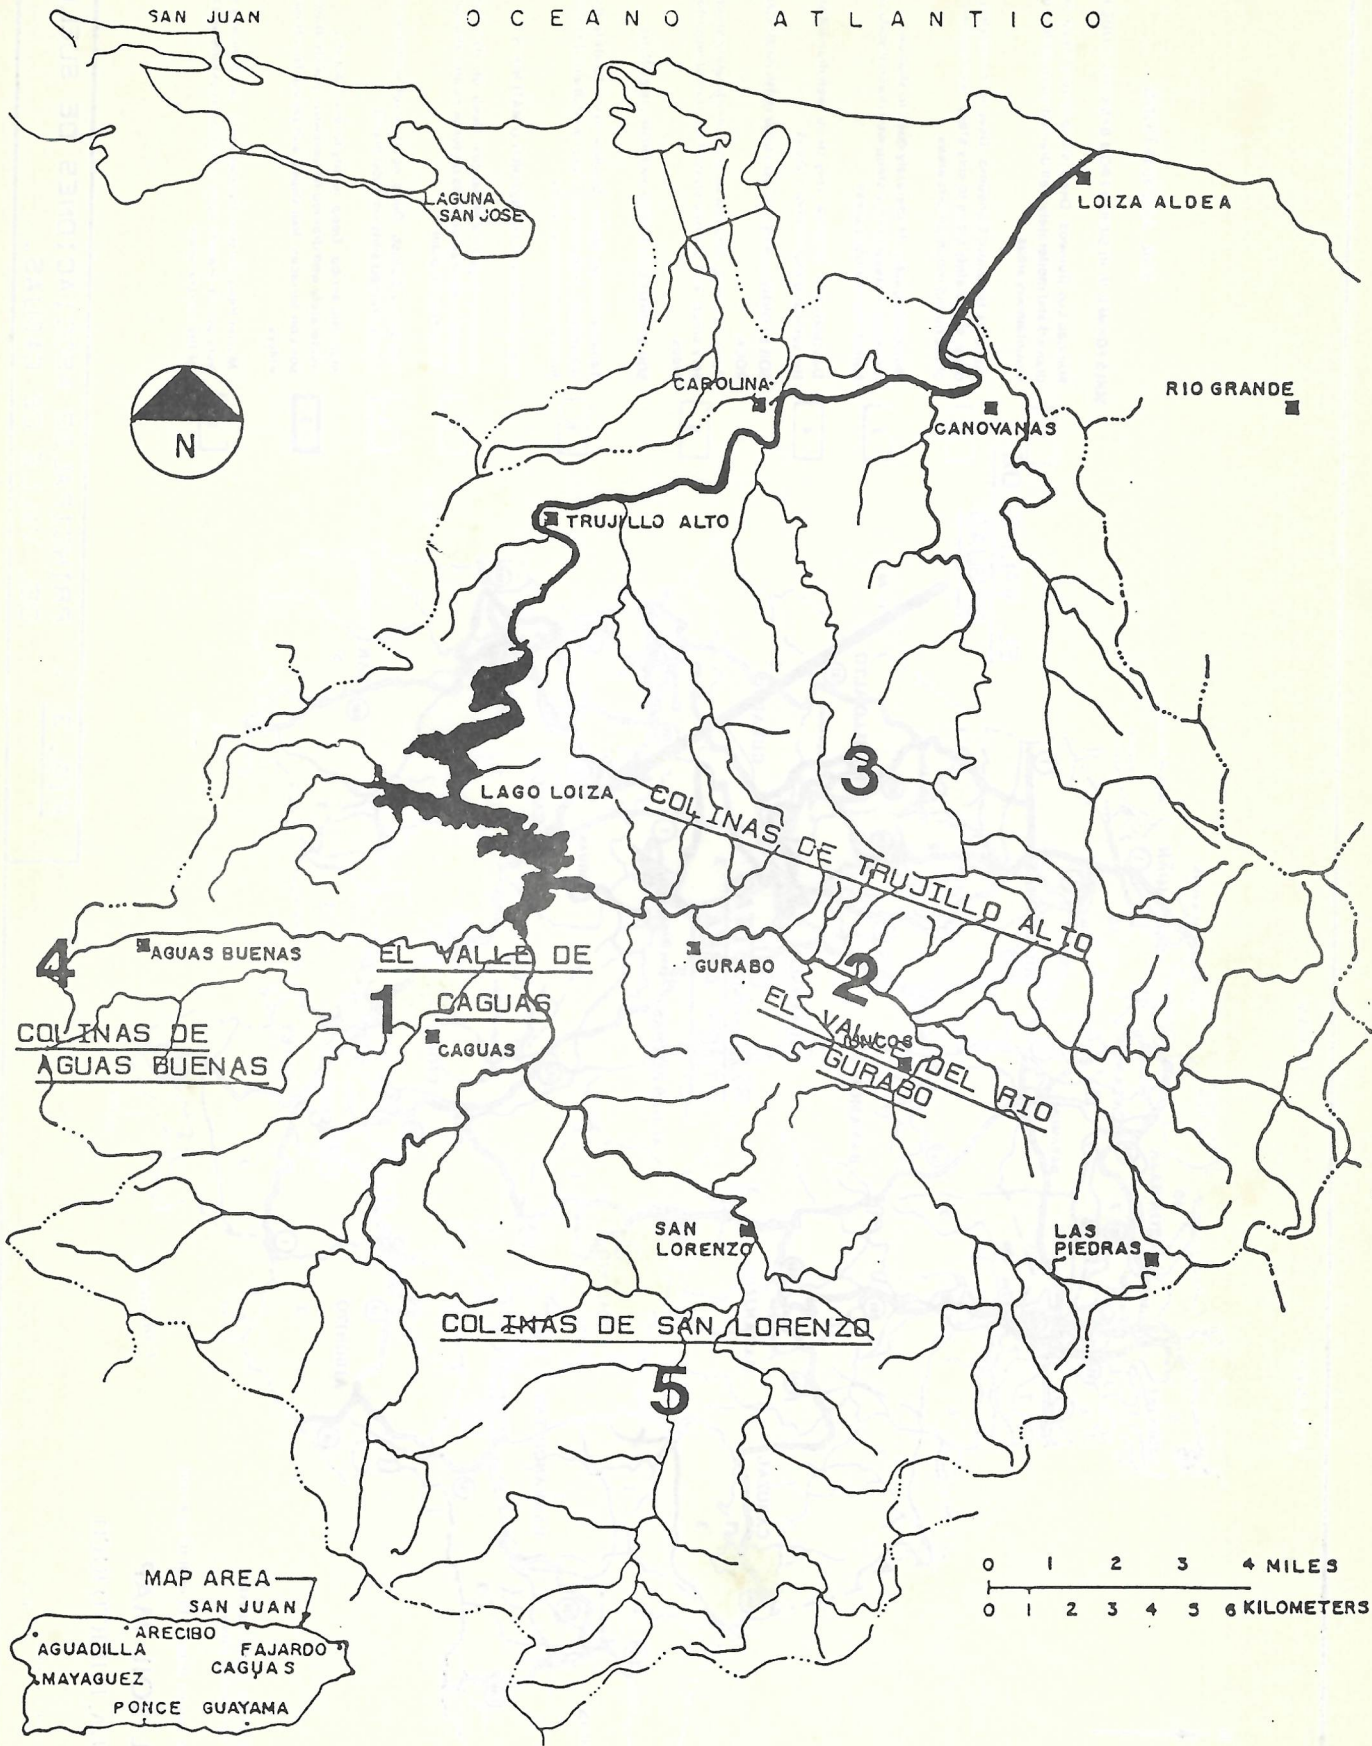 SAN JUAN
OCEANO ATLANTICO
LAGUNA
SAN JOSE
LOIZA ALDEA
N
CAROLINA
RIO GRANDE
CANOVANAS
TRUJILLO ALTO
3
LAGO LOIZA
COLINAS DE TRUJILLO ALTO
4
AGUAS BUENAS
EL VALLE DE
CAGUAS
GURABO
2
1
COLINAS DE
AGUAS BUENAS
CAGUAS
EL VALLE DEL RIO
GURABO
JUNCOS
SAN
LORENZO
LAS
PIEDRAS
COLINAS DE SAN LORENZO
5
MAP AREA
SAN JUAN
ARECIBO
AGUADILLA
FAJARDO
CAGUAS
MAYAGUEZ
PONCE GUAYAMA
0 1 2 3 4 MILES
0 1 2 3 4 5 6 KILOMETERS